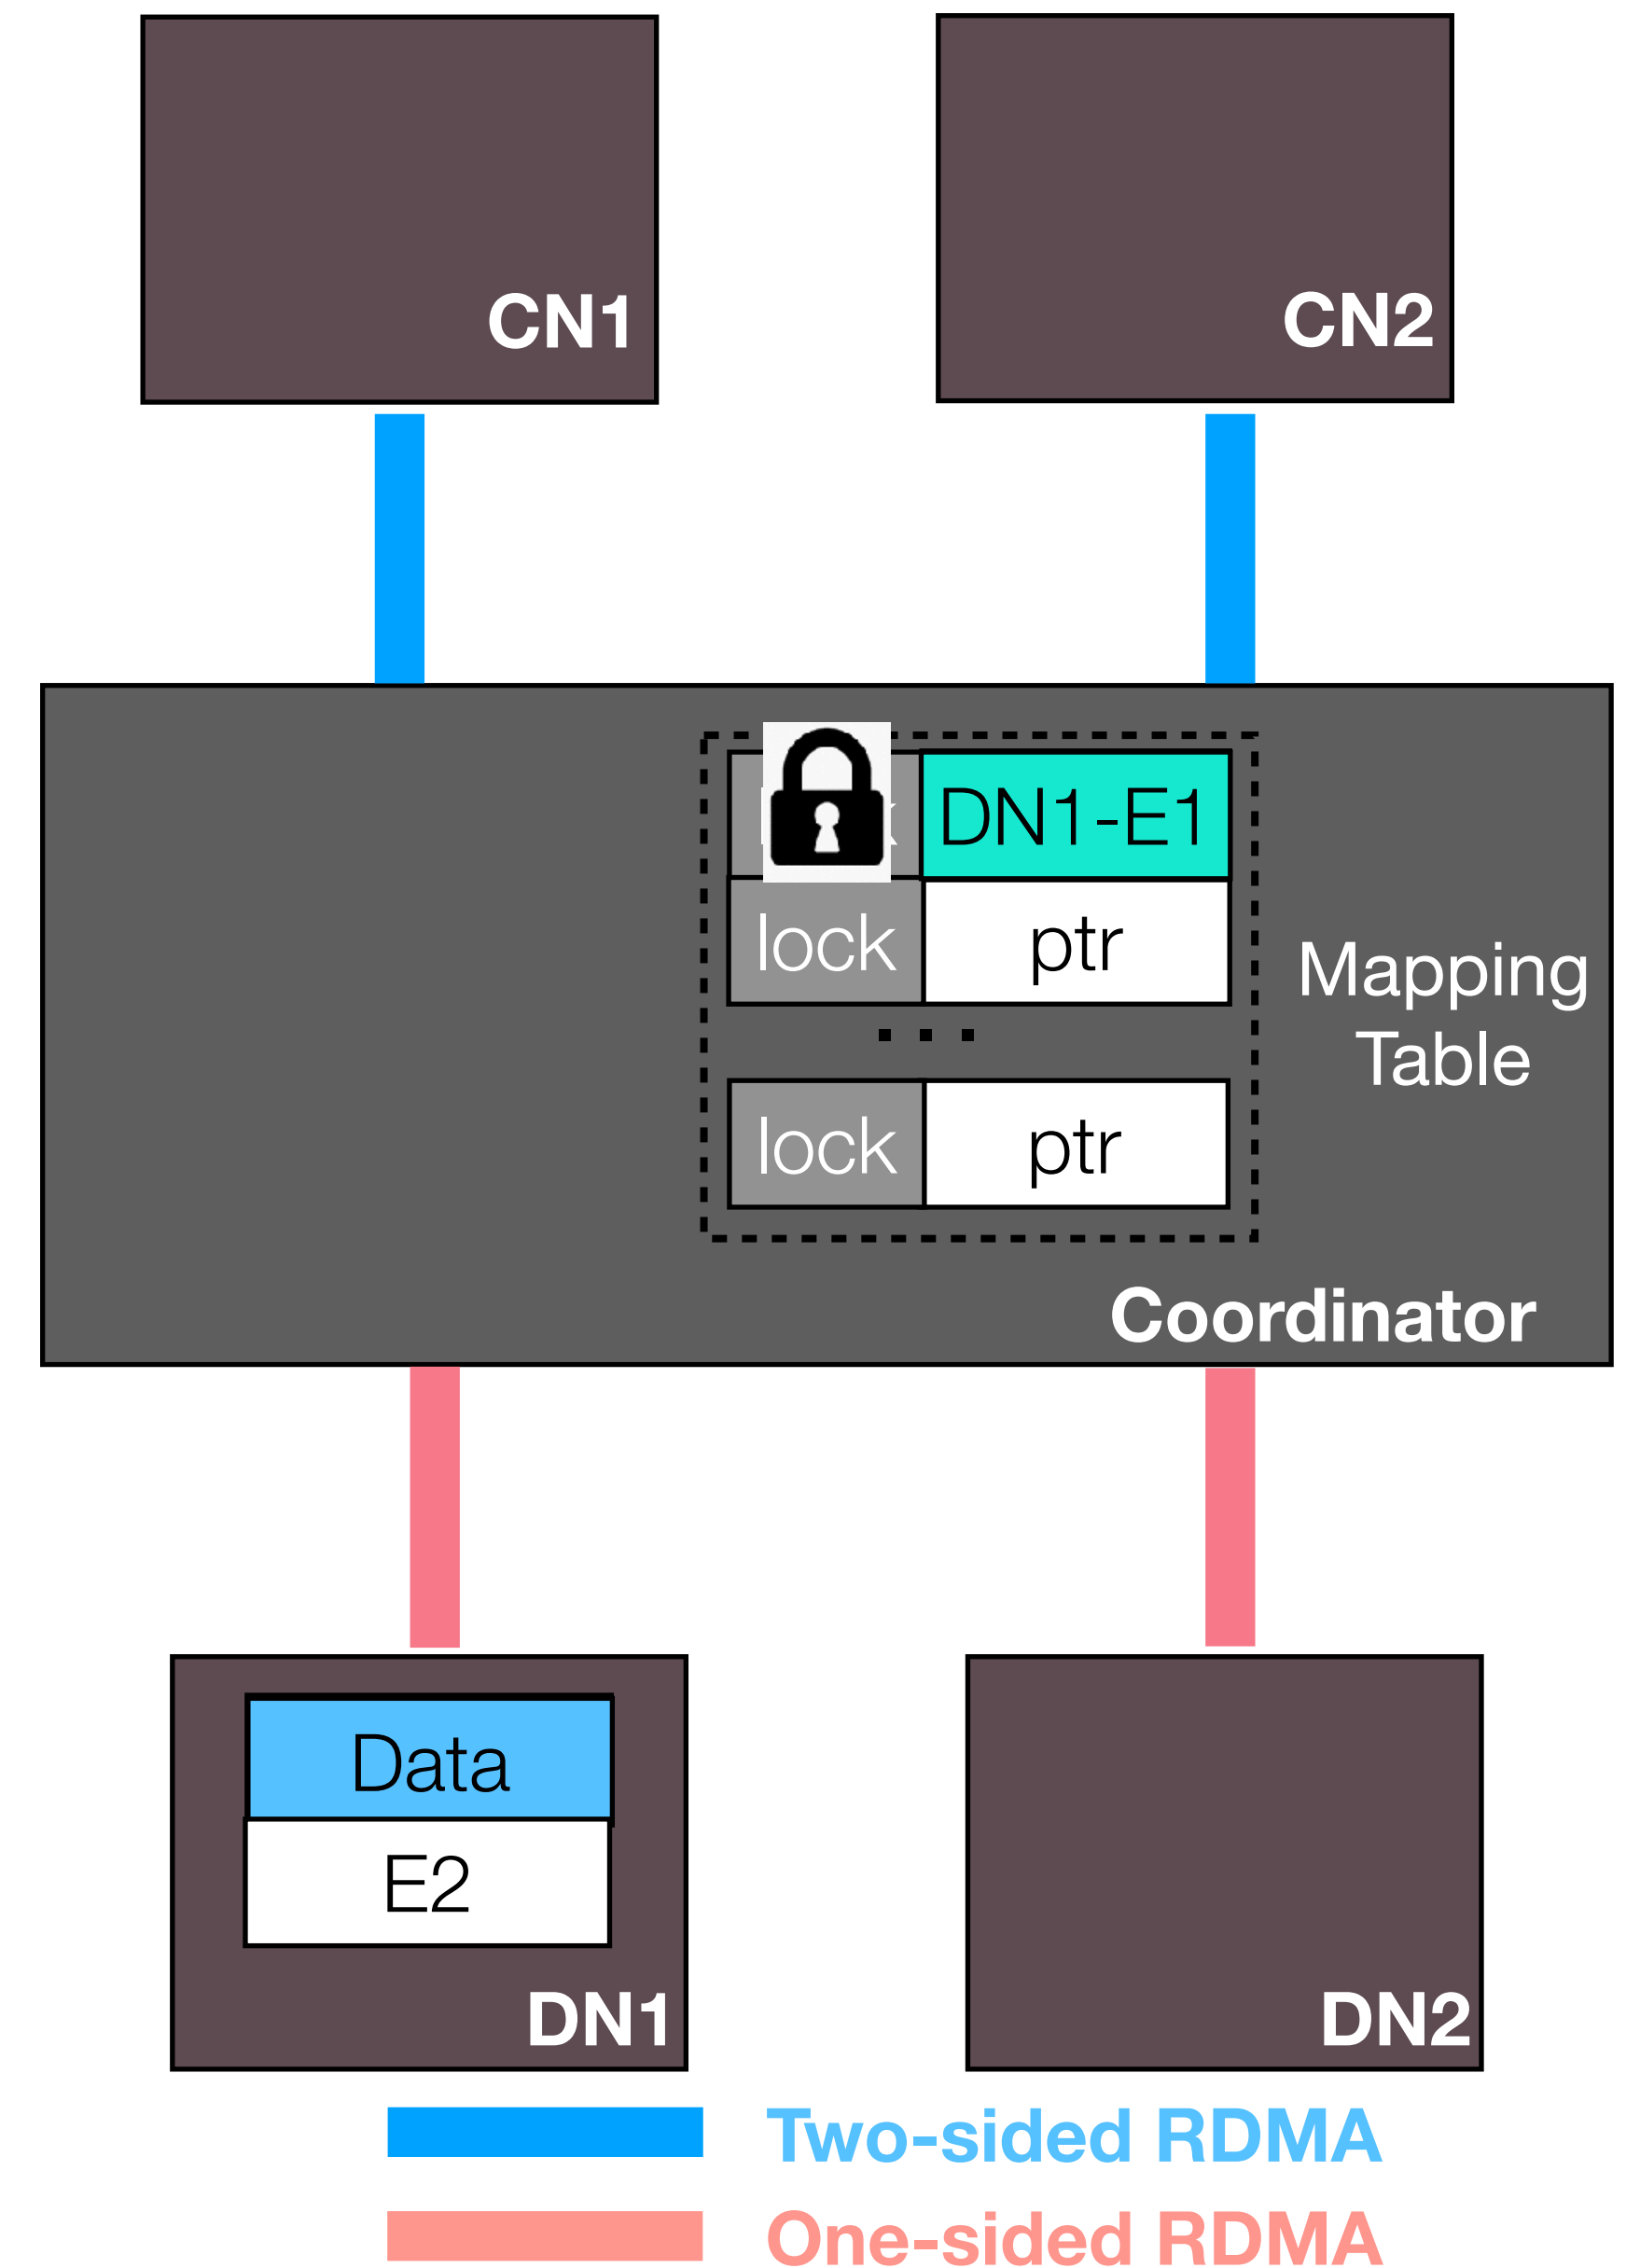 CN1
CN2
DN1-E1
lock
ptr
...
lock
ptr
Mapping
Table
Coordinator
Data
E2
DN1
DN2
Two-sided RDMA
One-sided RDMA